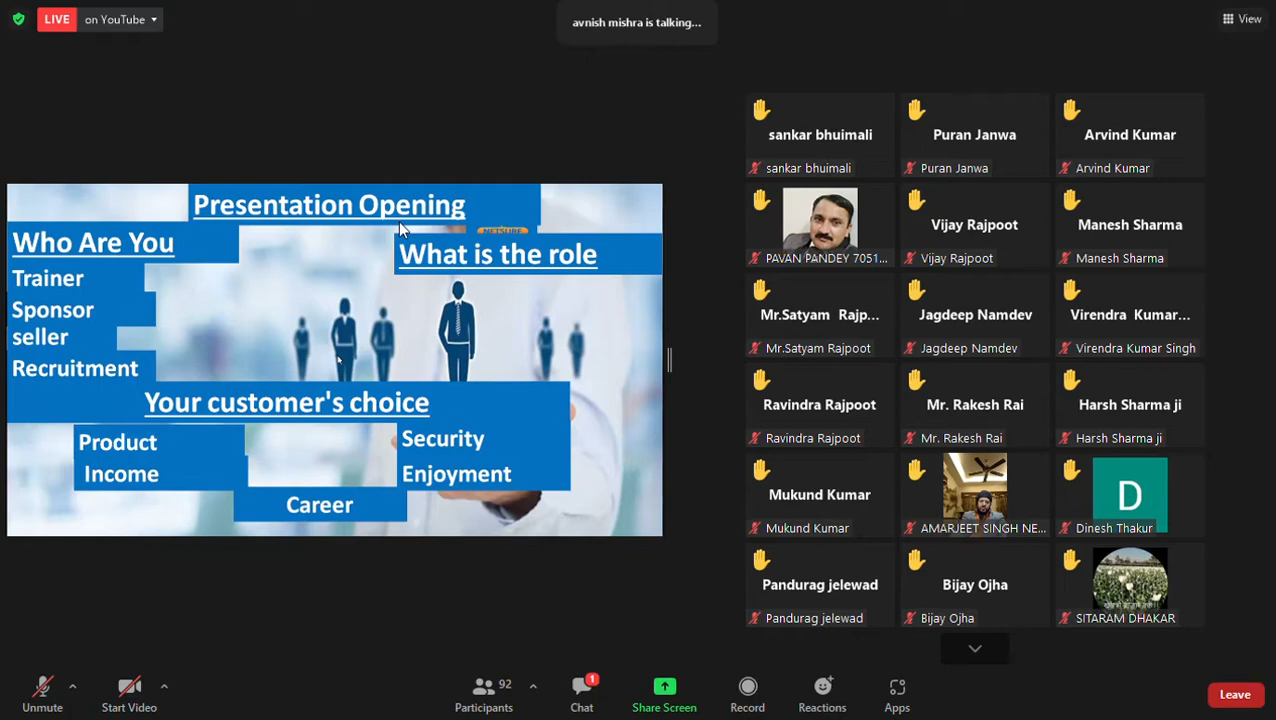 LIVE on YouTube
avnish mishra is talking...
View
Presentation Opening
NETSURF
Who Are You
What is the role
Trainer
Sponsor
seller
Recruitment
Your customer's choice
Product
Security
Income
Enjoyment
Career
sankar bhuimali
Puran Janwa
Arvind Kumar
sankar bhuimali
Puran Janwa
Arvind Kumar
Vijay Rajpoot
Manesh Sharma
PAVAN PANDEY 7051...
Vijay Rajpoot
Manesh Sharma
Mr.Satyam Rajp...
Jagdeep Namdev
Virendra Kumar...
Mr.Satyam Rajpoot
Jagdeep Namdev
Virendra Kumar Singh
Ravindra Rajpoot
Mr. Rakesh Rai
Harsh Sharma ji
Ravindra Rajpoot
Mr. Rakesh Rai
Harsh Sharma ji
Mukund Kumar
D
Mukund Kumar
AMARJEET SINGH NE...
Dinesh Thakur
Pandurag jelewad
Bijay Ojha
Pandurag jelewad
Bijay Ojha
SITARAM DHAKAR
Unmute
Start Video
92
Participants
1
Chat
Share Screen
Record
Reactions
Apps
Leave